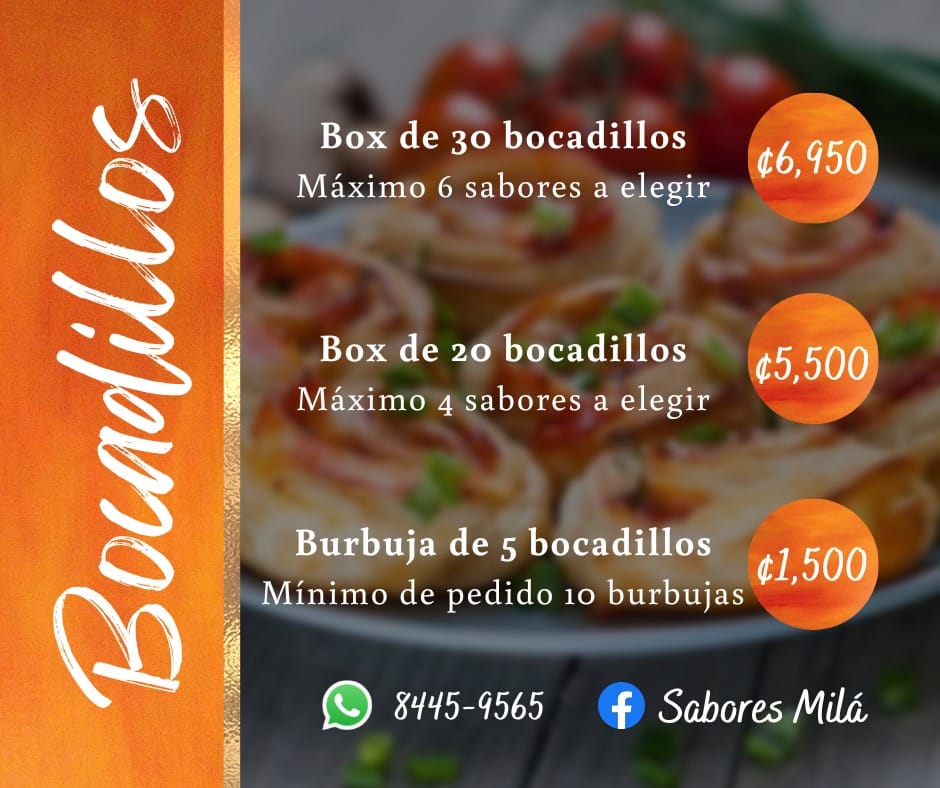 Bocadillos
Box de 30 bocadillos
Máximo 6 sabores a elegir
¢6,950
Box de 20 bocadillos
Máximo 4 sabores a elegir
¢5,500
Burbuja de 5 bocadillos
Mínimo de pedido 10 burbujas
¢1,500
8445-9565
Sabores Milá